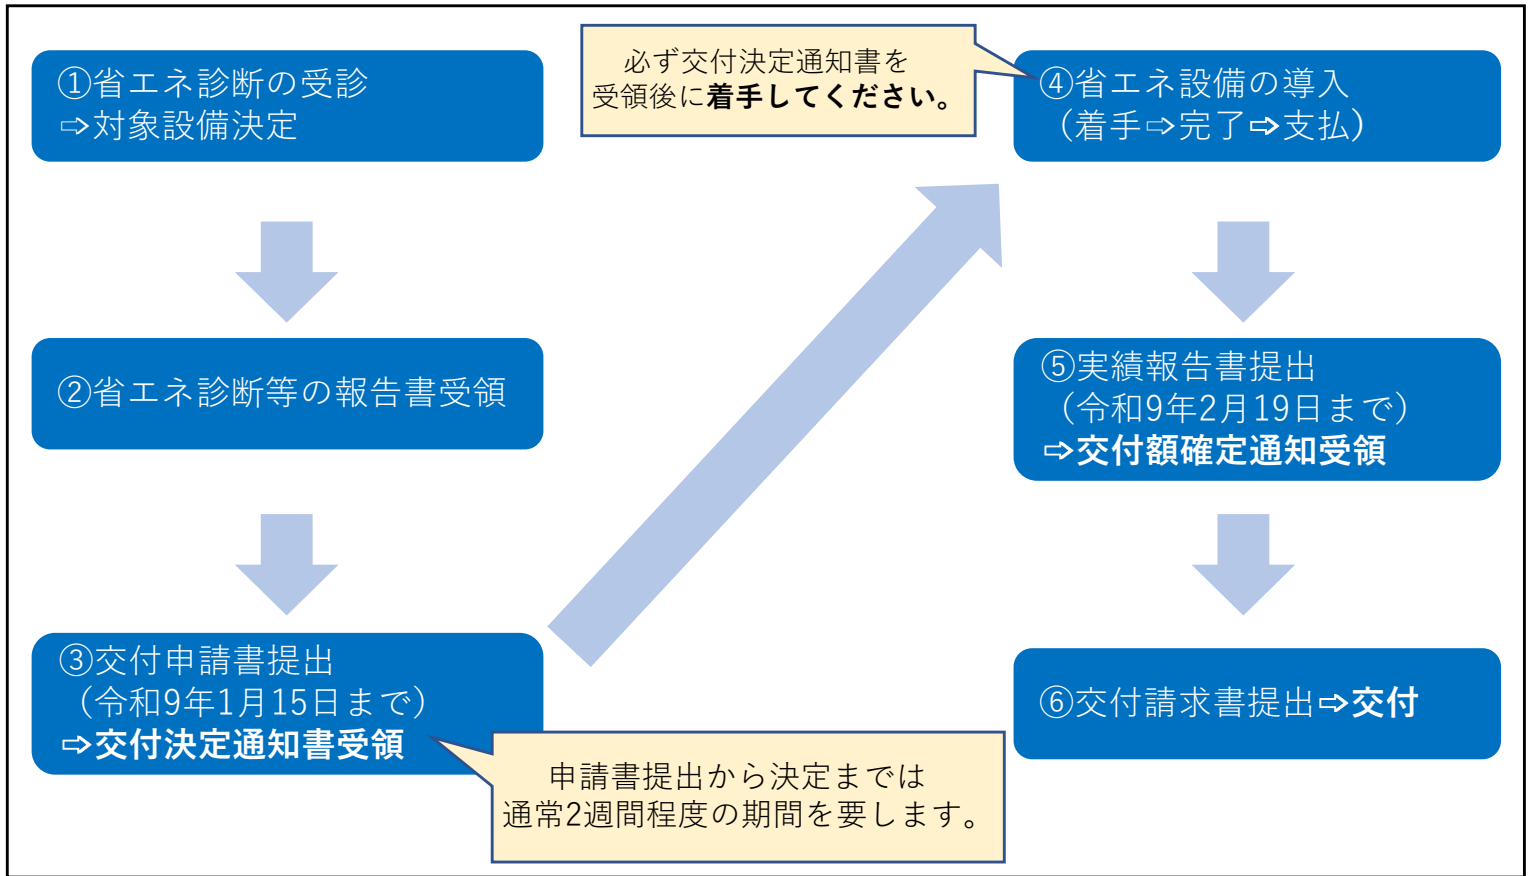 ①省エネ診断の受診
⇨対象設備決定
②省エネ診断等の報告書受領
③交付申請書提出
（令和9年1月15日まで）
⇨交付決定通知書受領
申請書提出から決定までは
通常2週間程度の期間を要します。
必ず交付決定通知書を
受領後に着手してください。
④省エネ設備の導入
（着手⇨完了⇨支払）
⑤実績報告書提出
（令和9年2月19日まで）
⇨交付額確定通知受領
⑥交付請求書提出⇨交付